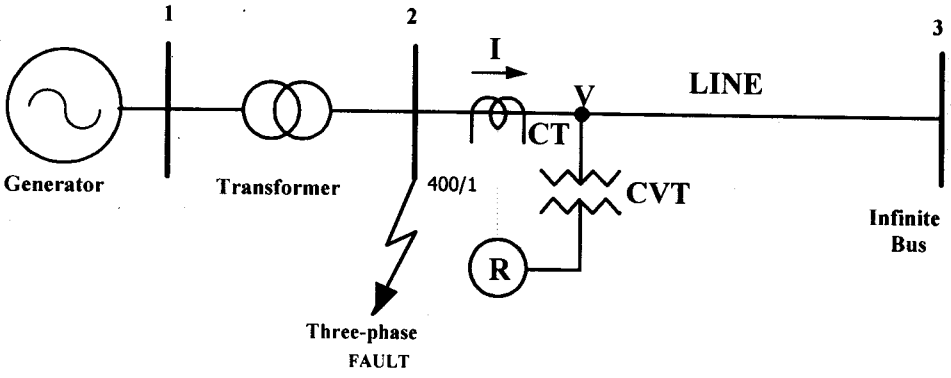 1
2
3
I
V
LINE
CT
Generator
Transformer
400/1
CVT
Infinite
Bus
R
Three-phase
FAULT